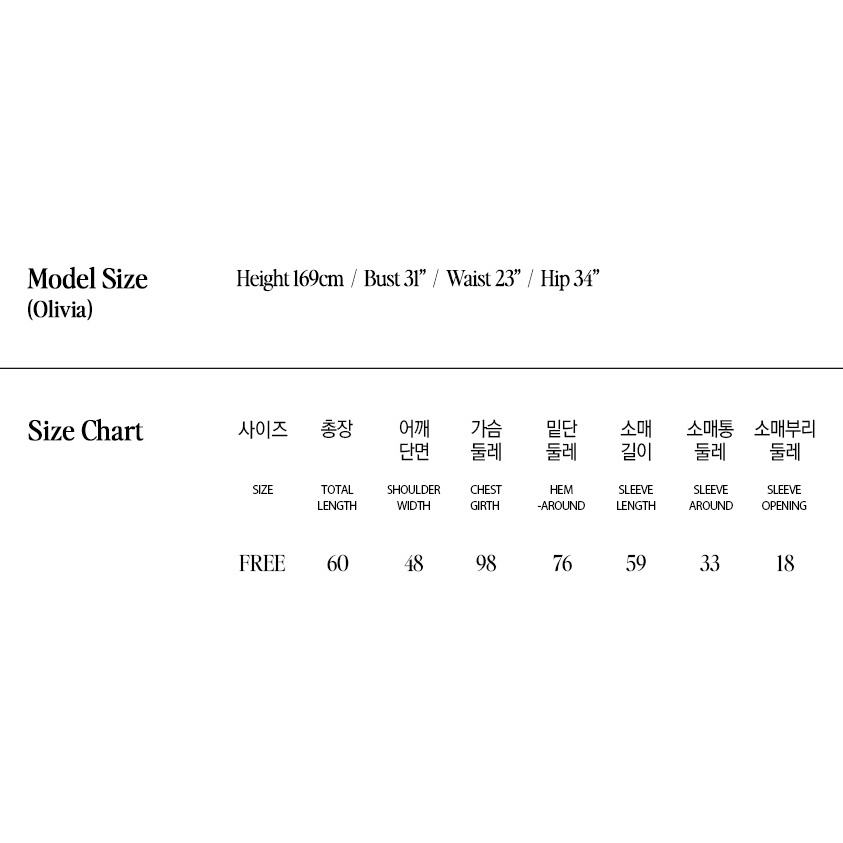 Model Size
(Olivia)
Height 169cm / Bust 31” / Waist 23” / Hip 34”
Size Chart
사이즈 총장 어깨 가슴 밑단 소매 소매통 소매부리
단면 둘레 둘레 길이 둘레 둘레
SIZE TOTAL SHOULDER CHEST HEM SLEEVE SLEEVE SLEEVE
LENGTH WIDTH GIRTH -AROUND LENGTH AROUND OPENING
FREE 60 48 98 76 59 33 18